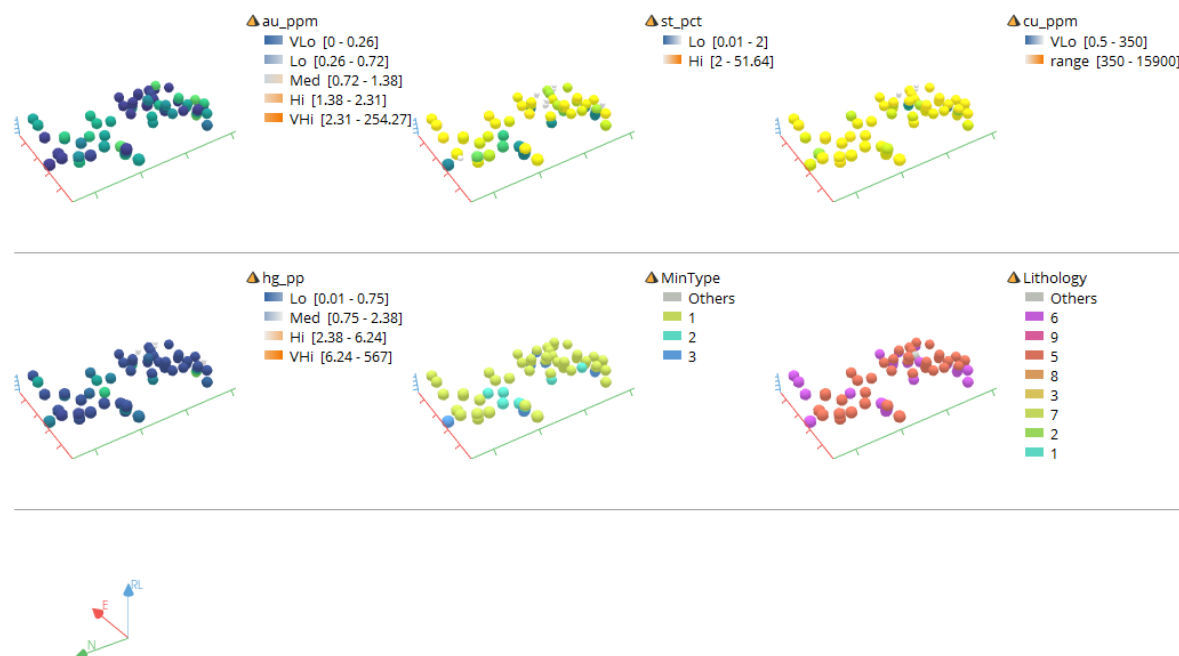 au_ppm
VLo [0 - 0.26]
Lo [0.26 - 0.72]
Med [0.72 - 1.38]
Hi [1.38 - 2.31]
VHi [2.31 - 254.27]
st_pct
Lo [0.01 - 2]
Hi [2 - 51.64]
cu_ppm
VLo [0.5 - 350]
range [350 - 15900]
hg_pp
Lo [0.01 - 0.75]
Med [0.75 - 2.38]
Hi [2.38 - 6.24]
VHi [6.24 - 567]
MinType
Others
1
2
3
Lithology
Others
6
9
5
8
3
7
2
1
RL
E
N